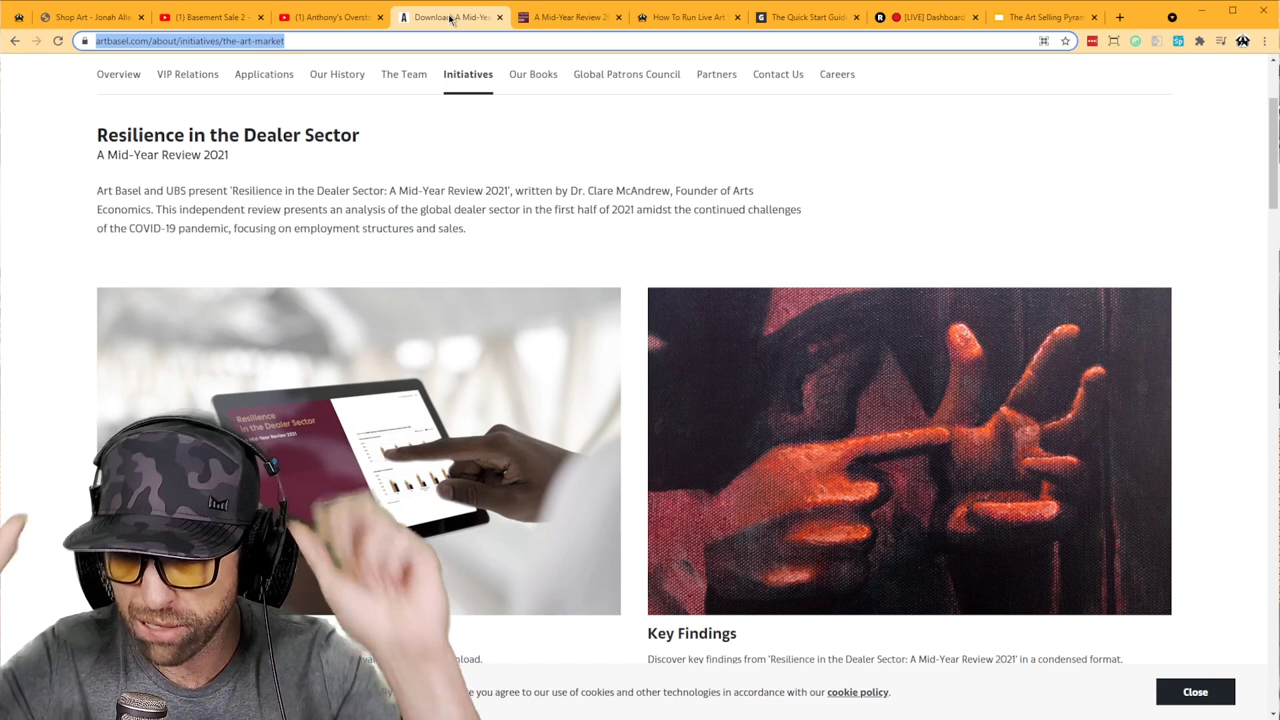 Shop Art - Jonah Alle
(1) Basement Sale 2 -
(1) Anthony's Overst
Download A Mid-Yea
A Mid-Year Review 20
How To Run Live Art
The Quick Start Guid
[LIVE] Dashboard
The Art Selling Pyram
artbasel.com/about/initiatives/the-art-market
Overview VIP Relations Applications Our History The Team Initiatives Our Books Global Patrons Council Partners Contact Us Careers
Resilience in the Dealer Sector
A Mid-Year Review 2021
Art Basel and UBS present 'Resilience in the Dealer Sector: A Mid-Year Review 2021', written by Dr. Clare McAndrew, Founder of Arts
Economics. This independent review presents an analysis of the global dealer sector in the first half of 2021 amidst the continued challenges
of the COVID-19 pandemic, focusing on employment structures and sales.
Resilience
in the Dealer Sector
A Mid-Year Review 2021
Key Findings
load.
Discover key findings from 'Resilience in the Dealer Sector: A Mid-Year Review 2021' in a condensed format.
you agree to our use of cookies and other technologies in accordance with our cookie policy.
Close